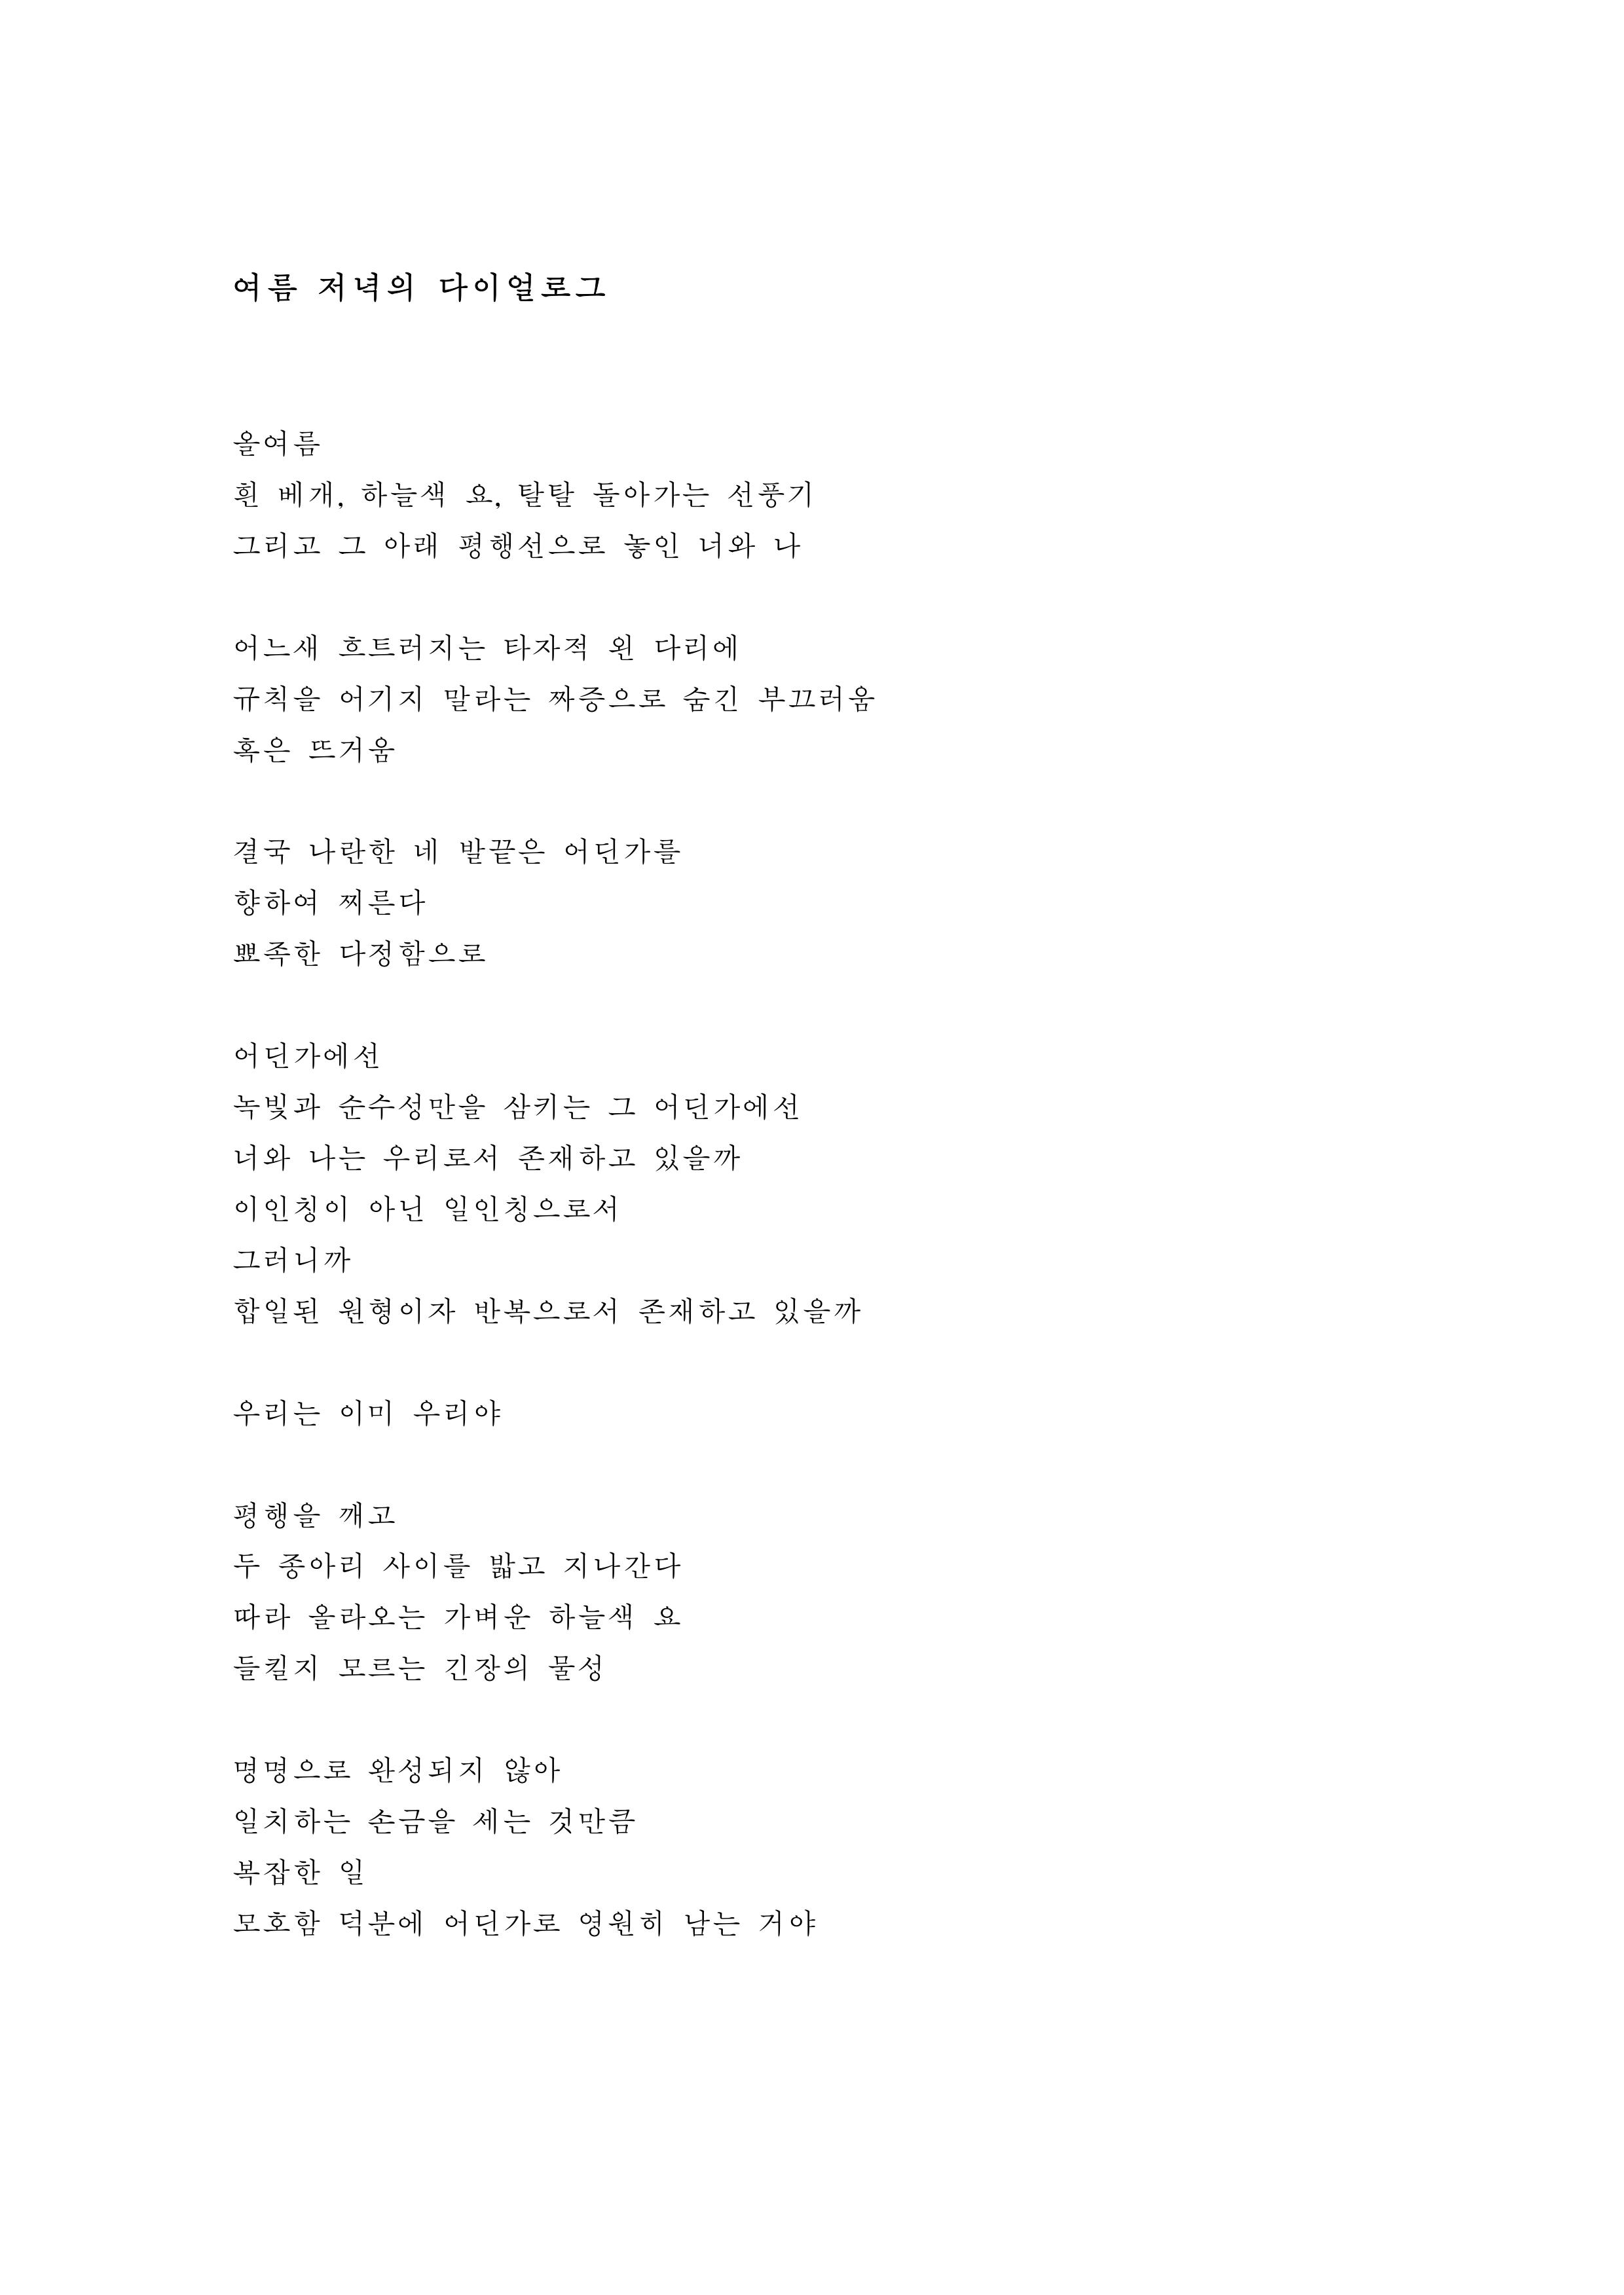 여름 저녁의 다이얼로그
올여름
흰 베개, 하늘색 요, 탈탈 돌아가는 선풍기
그리고 그 아래 평행선으로 놓인 너와 나
어느새 흐트러지는 타자적 왼 다리에
규칙을 어기지 말라는 짜증으로 숨긴 부끄러움
혹은 뜨거움
결국 나란한 네 발끝은 어딘가를
향하여 찌른다
뾰족한 다정함으로
어딘가에선
녹빛과 순수성만을 삼키는 그 어딘가에선
너와 나는 우리로서 존재하고 있을까
이인칭이 아닌 일인칭으로서
그러니까
합일된 원형이자 반복으로서 존재하고 있을까
우리는 이미 우리야
평행을 깨고
두 종아리 사이를 밟고 지나간다
따라 올라오는 가벼운 하늘색 요
들킬지 모르는 긴장의 물성
명명으로 완성되지 않아
일치하는 손금을 세는 것만큼
복잡한 일
모호함 덕분에 어딘가로 영원히 남는 거야